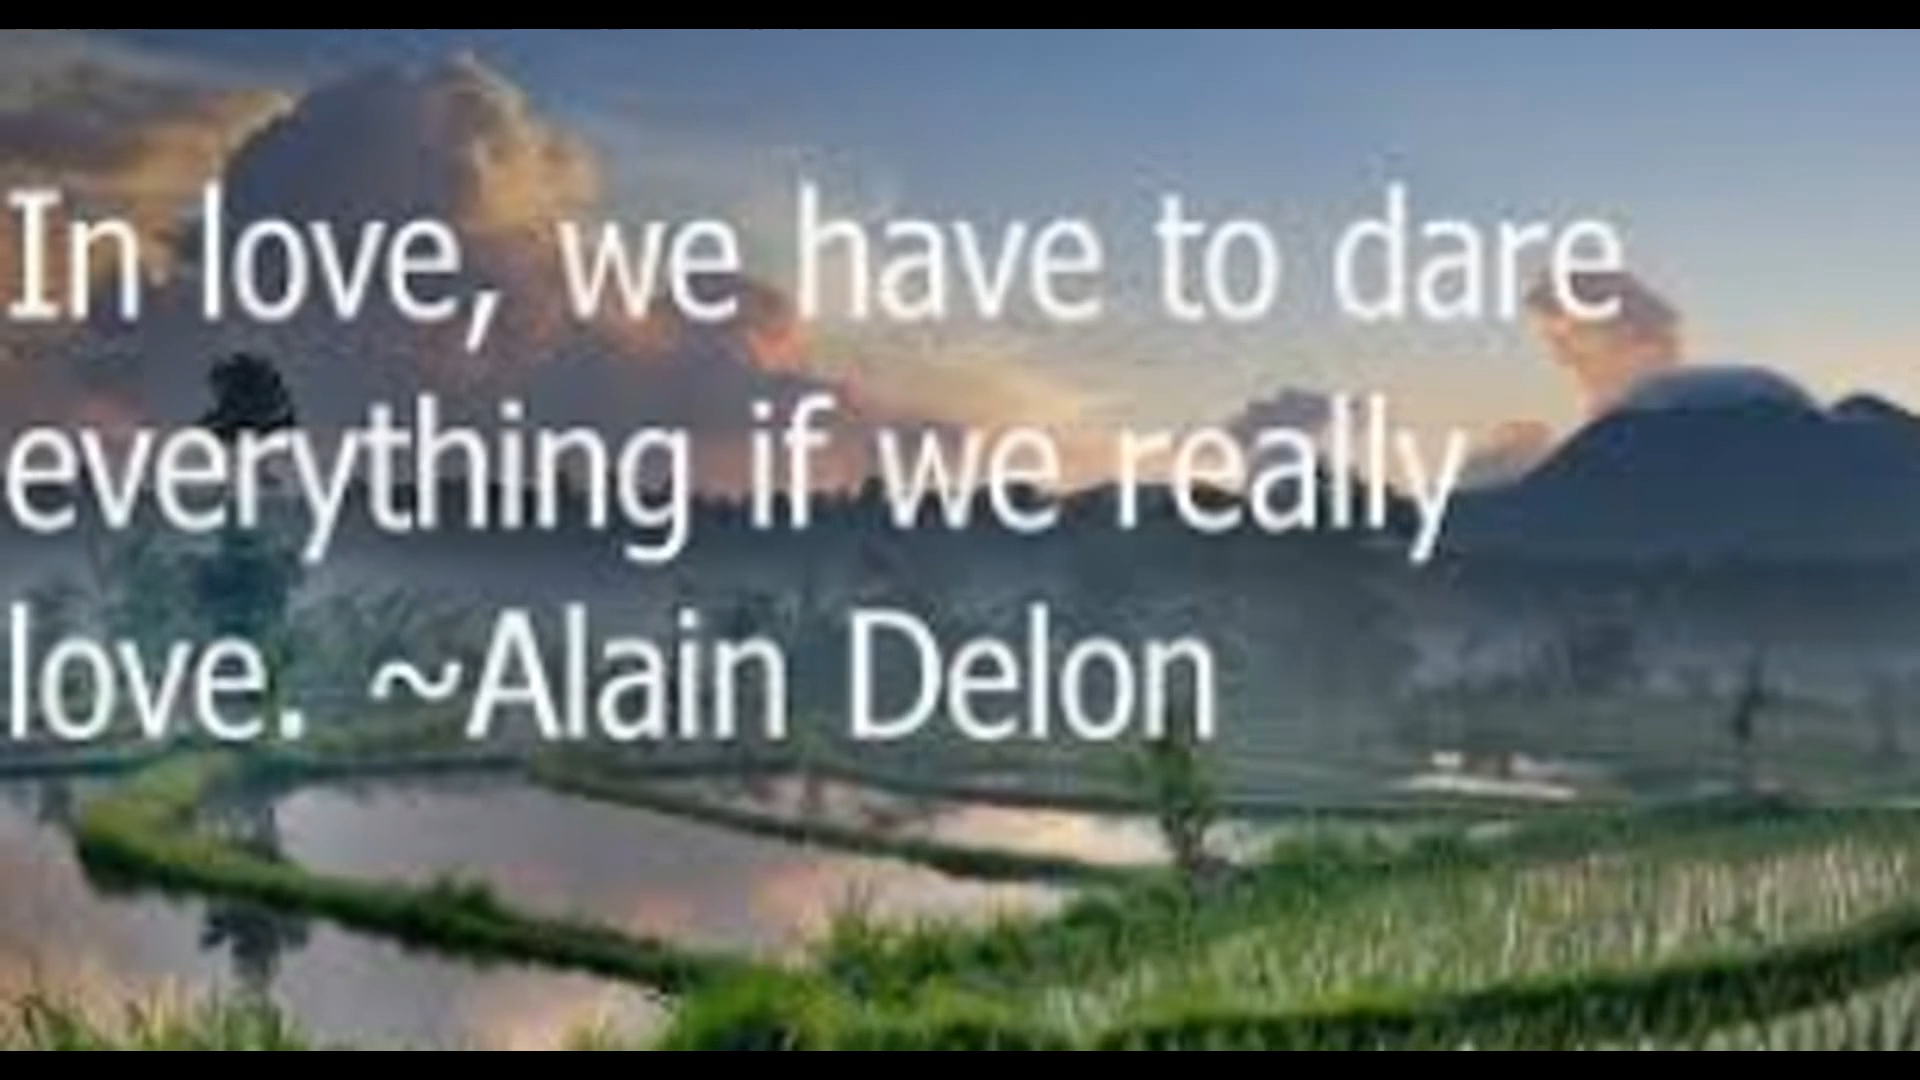 In love, we have to dare
everything if we really
love. ~Alain Delon